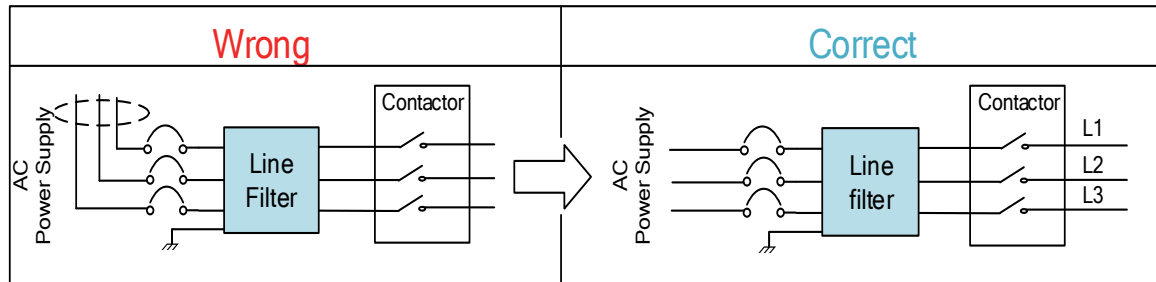 Wrong
Correct
AC
Power Supply
Line
Filter
Contactor
AC
Power Supply
Line
filter
Contactor
L1
L2
L3